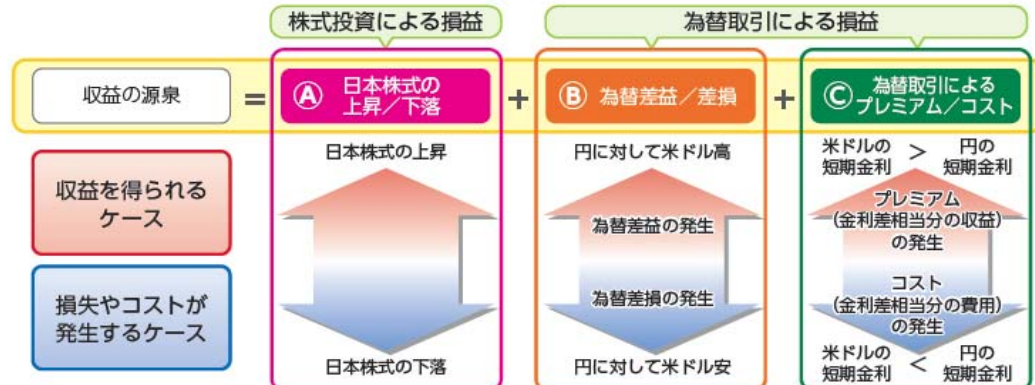 株式投資による損益
為替取引による損益
収益の源泉
=
Ⓐ 日本株式の
上昇/下落
+
Ⓑ 為替差益/差損
+
Ⓒ 為替取引による
プレミアム/コスト
収益を得られる
ケース
損失やコストが
発生するケース
日本株式の上昇
日本株式の下落
円に対して米ドル高
為替差益の発生
為替差損の発生
円に対して米ドル安
米ドルの 円の
短期金利 > 短期金利
プレミアム
(金利差相当分の収益)
の発生
コスト
(金利差相当分の費用)
の発生
米ドルの 円の
短期金利 < 短期金利